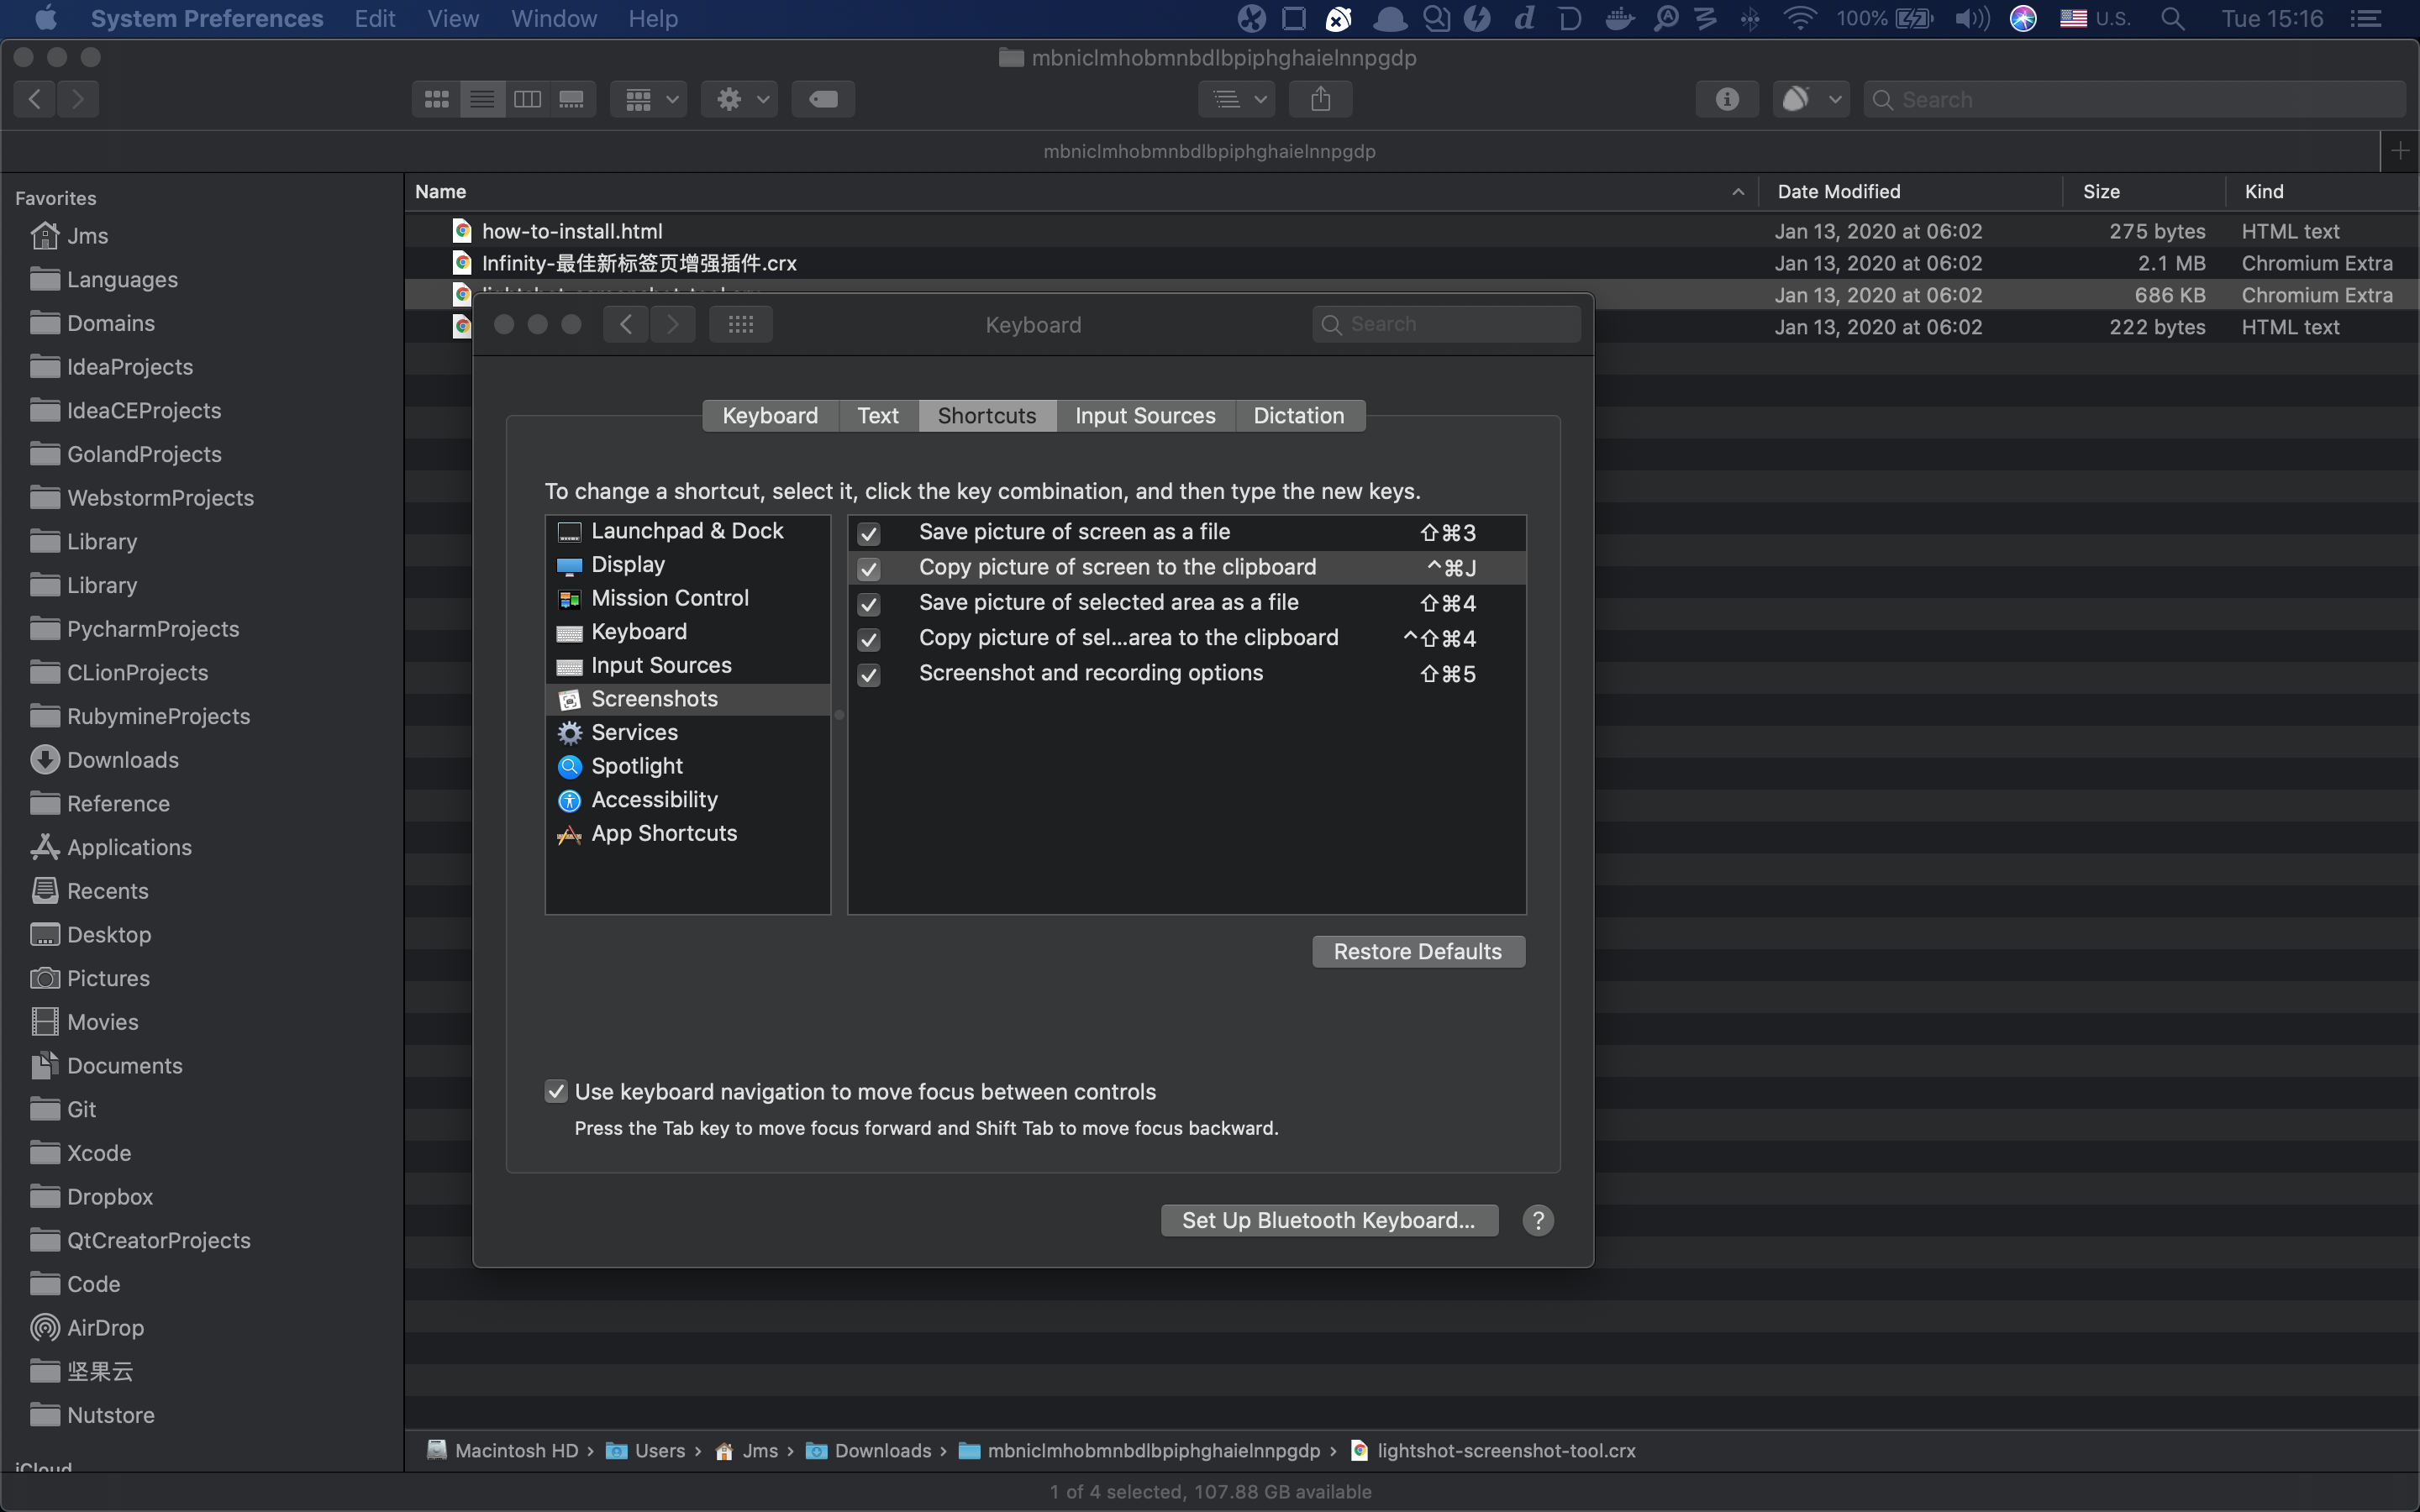 System Preferences Edit View Window Help 100% U.S. Tue 15:16
mbniclmhobmnbdlbpiphghaielnnpgdp
Search
mbniclmhobmnbdlbpiphghaielnnpgdp
Favorites
Jms
Languages
Domains
IdeaProjects
IdeaCEProjects
GolandProjects
WebstormProjects
Library
Library
PycharmProjects
CLionProjects
RubymineProjects
Downloads
Reference
Applications
Recents
Desktop
Pictures
Movies
Documents
Git
Xcode
Dropbox
QtCreatorProjects
Code
AirDrop
坚果云
Nutstore
iCloud
Name Date Modified Size Kind
how-to-install.html Jan 13, 2020 at 06:02 275 bytes HTML text
Infinity-最佳新标签页增强插件.crx Jan 13, 2020 at 06:02 2.1 MB Chromium Extra
Jan 13, 2020 at 06:02 686 KB Chromium Extra
Jan 13, 2020 at 06:02 222 bytes HTML text
Keyboard
Search
Keyboard Text Shortcuts Input Sources Dictation
To change a shortcut, select it, click the key combination, and then type the new keys.
Launchpad & Dock
Display
Mission Control
Keyboard
Input Sources
Screenshots
Services
Spotlight
Accessibility
App Shortcuts
Save picture of screen as a file ⇧⌘3
Copy picture of screen to the clipboard ^⌘J
Save picture of selected area as a file ⇧⌘4
Copy picture of sel...area to the clipboard ^⇧⌘4
Screenshot and recording options ⇧⌘5
Restore Defaults
Use keyboard navigation to move focus between controls
Press the Tab key to move focus forward and Shift Tab to move focus backward.
Set Up Bluetooth Keyboard... ?
Macintosh HD › Users › Jms › Downloads › mbniclmhobmnbdlbpiphghaielnnpgdp › lightshot-screenshot-tool.crx
1 of 4 selected, 107.88 GB available